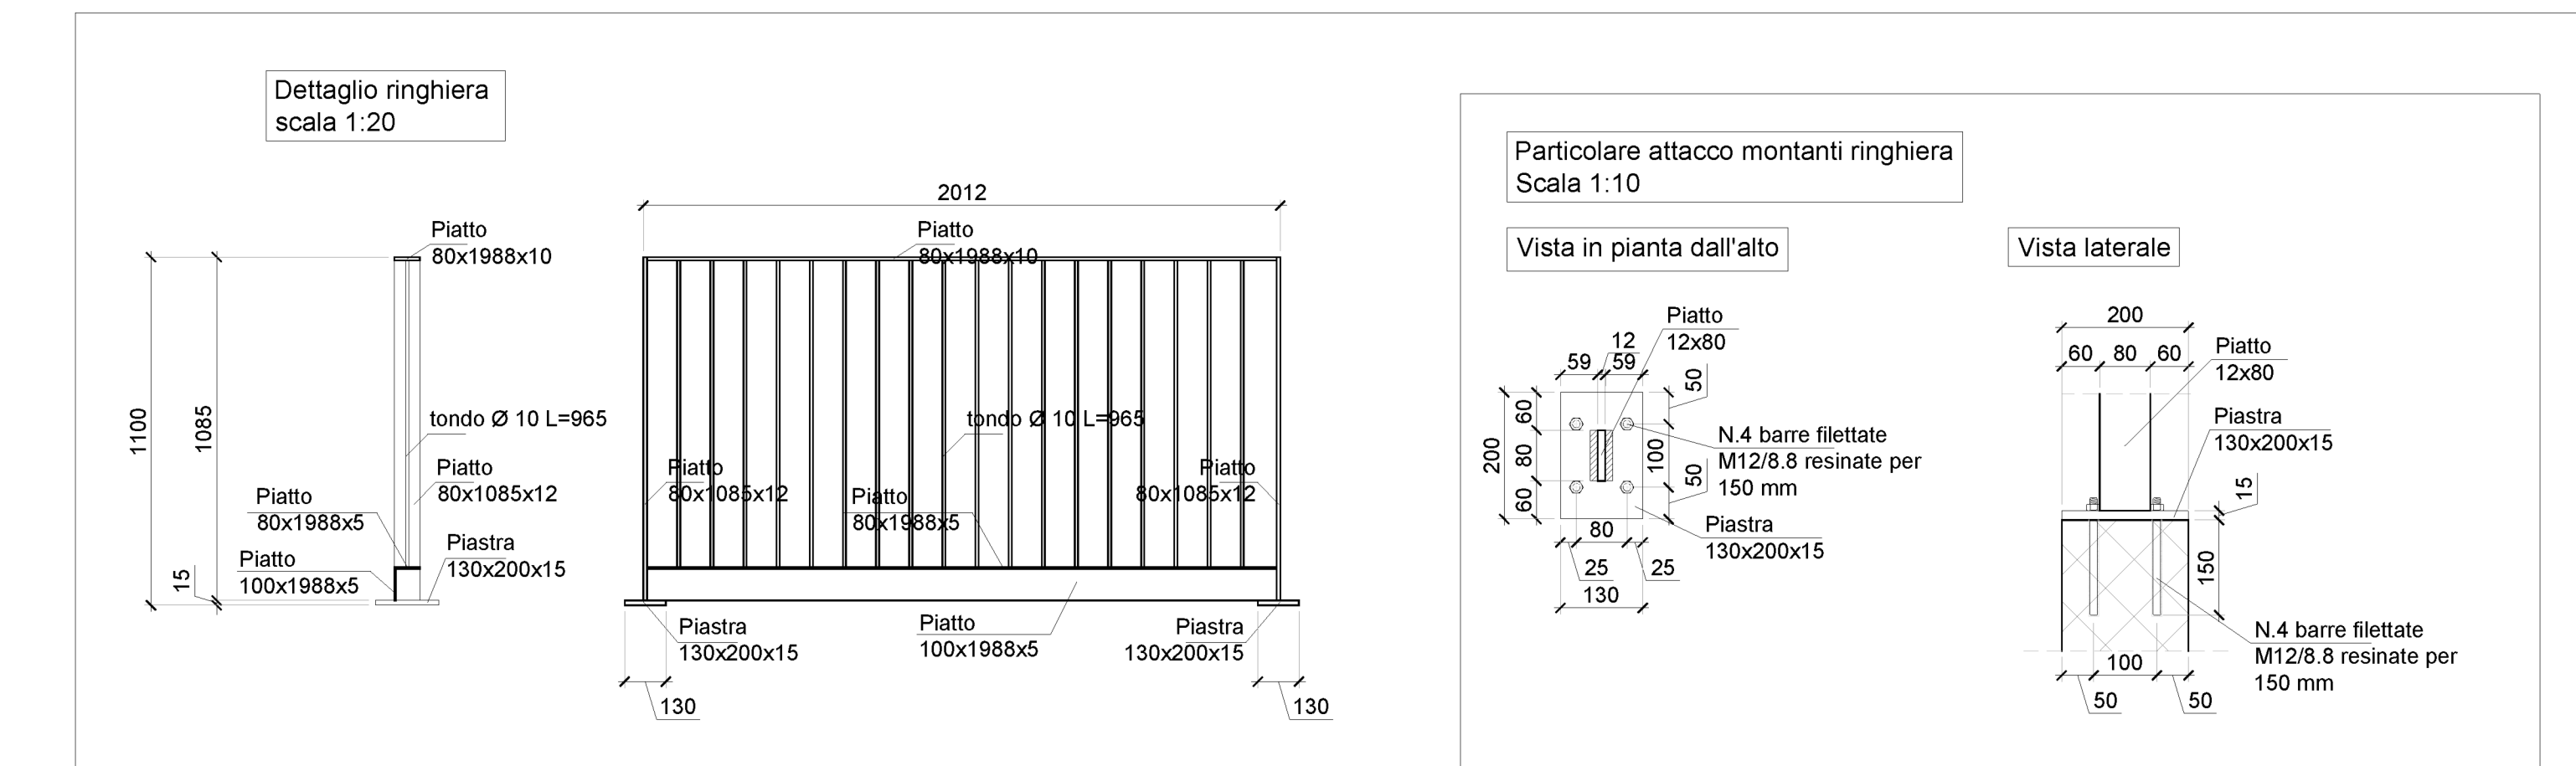 Dettaglio ringhiera
scala 1:20
2012
Piatto
80x1988x10
Piatto
80x1988x10
1100
1085
tondo Ø 10 L=965
tondo Ø 10 L=965
Piatto
80x1085x12
Piatto
80x1085x12
Piatto
80x1085x12
Piatto
80x1988x5
Piatto
80x1988x5
Piatto
100x1988x5
15
Piastra
130x200x15
Piastra
130x200x15
Piatto
100x1988x5
Piastra
130x200x15
130
130
Particolare attacco montanti ringhiera
Scala 1:10
Vista in pianta dall'alto
Piatto
12x80
12
59
59
50
60
200
80
100
N.4 barre filettate
M12/8.8 resinate per
150 mm
50
60
80
Piastra
130x200x15
25
25
130
Vista laterale
200
60
80
60
Piatto
12x80
Piastra
130x200x15
15
150
N.4 barre filettate
M12/8.8 resinate per
150 mm
100
50
50